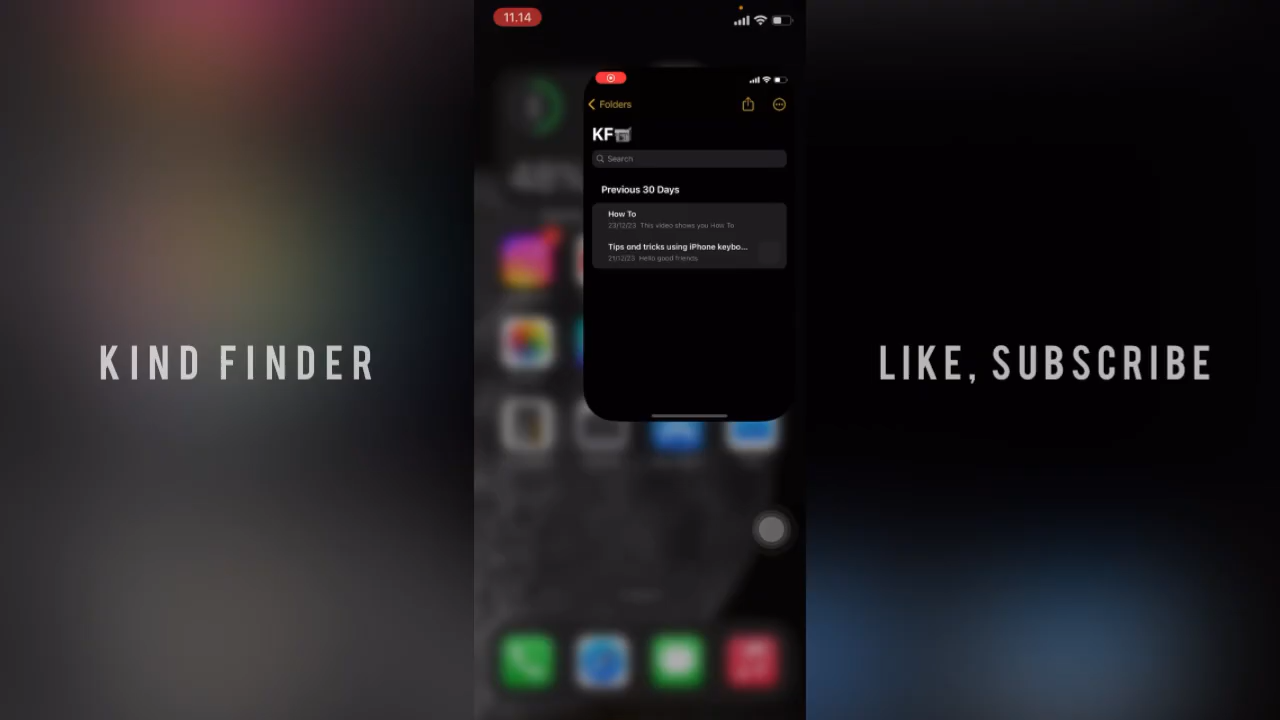 11.14
Folders
KF
Search
Previous 30 Days
How To
23/12/23 This video shows you How To
Tips and tricks using iPhone keybo...
21/12/23 Hello good friends
KIND FINDER
LIKE, SUBSCRIBE